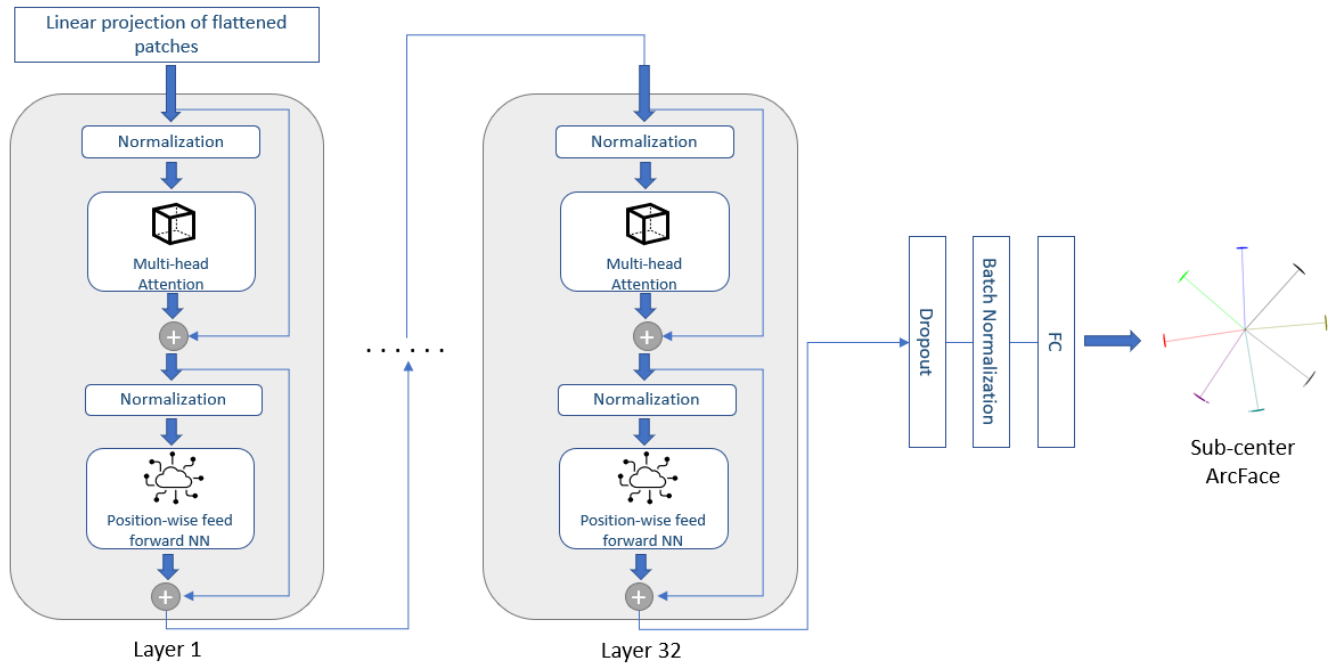 Linear projection of flattened
patches
Normalization
Multi-head
Attention
+
Normalization
Position-wise feed
forward NN
+
Layer 1
......
Normalization
Multi-head
Attention
+
Normalization
Position-wise feed
forward NN
+
Layer 32
Dropout
Batch Normalization
FC
Sub-center
ArcFace